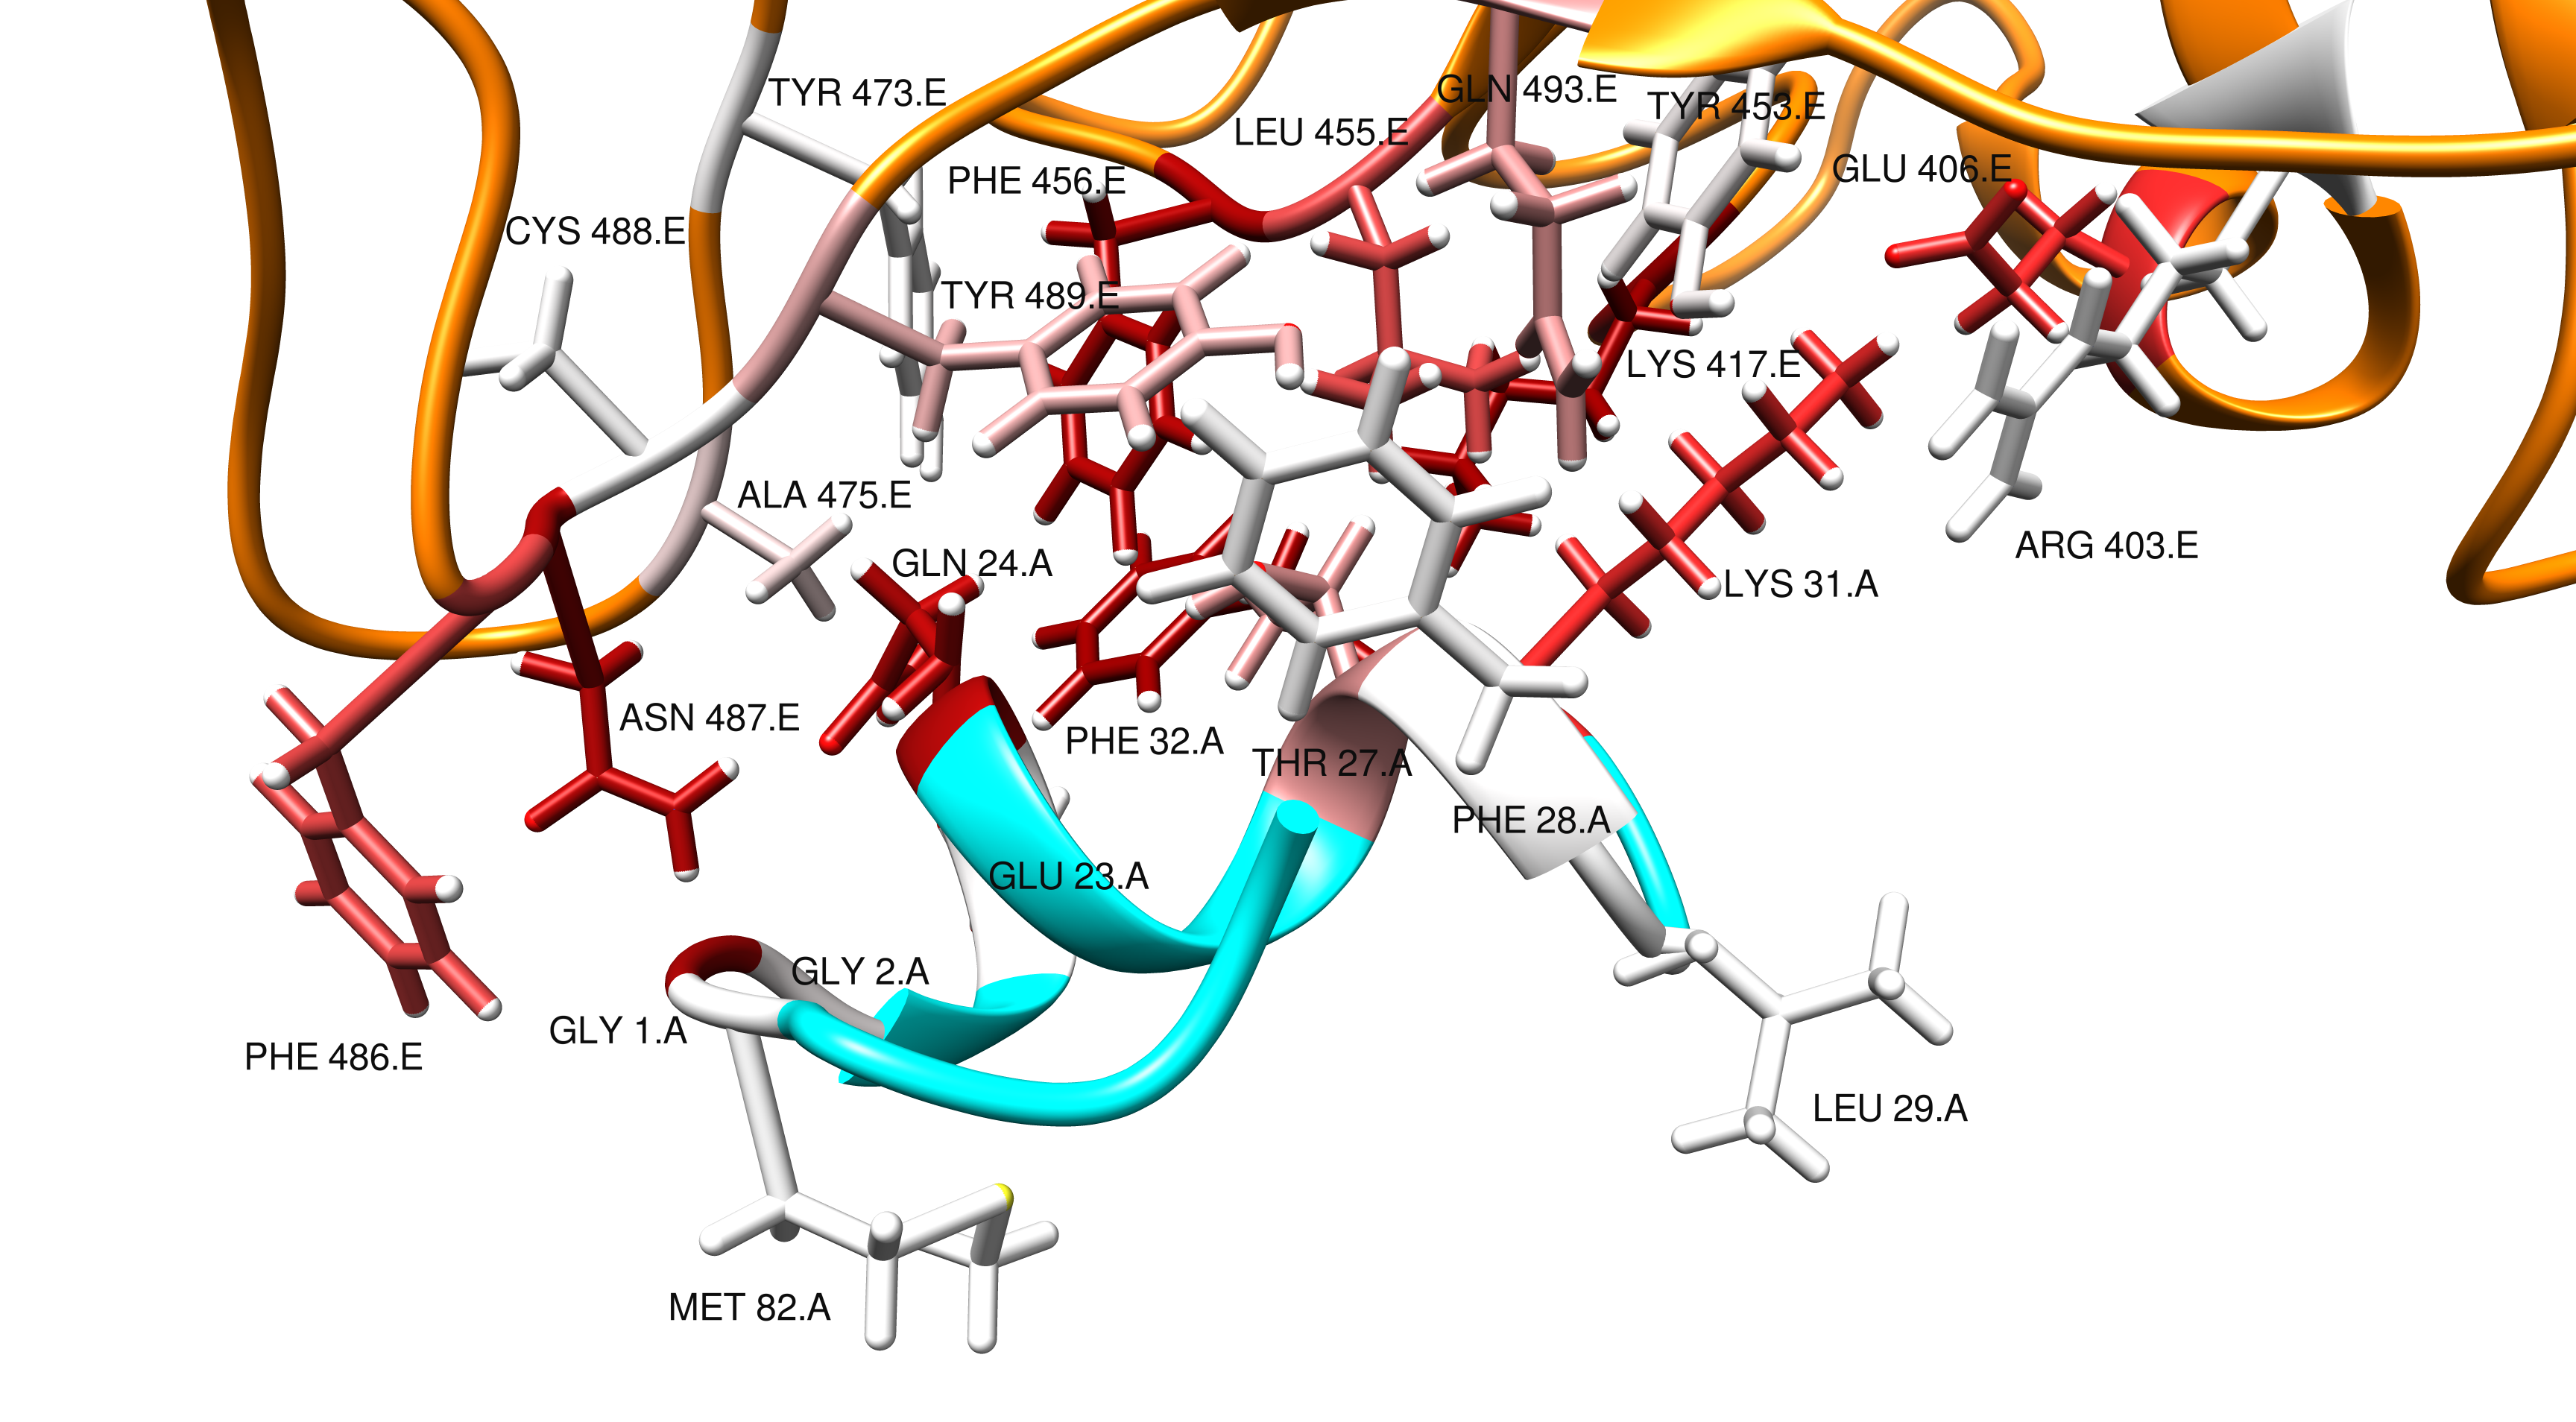 TYR 473.E
GLN 493.E
TYR 453.E
LEU 455.E
GLU 406.E
PHE 456.E
CYS 488.E
TYR 489.E
LYS 417.E
ALA 475.E
ARG 403.E
GLN 24.A
LYS 31.A
ASN 487.E
PHE 32.A
THR 27.A
PHE 28.A
GLU 23.A
GLY 2.A
GLY 1.A
PHE 486.E
LEU 29.A
MET 82.A